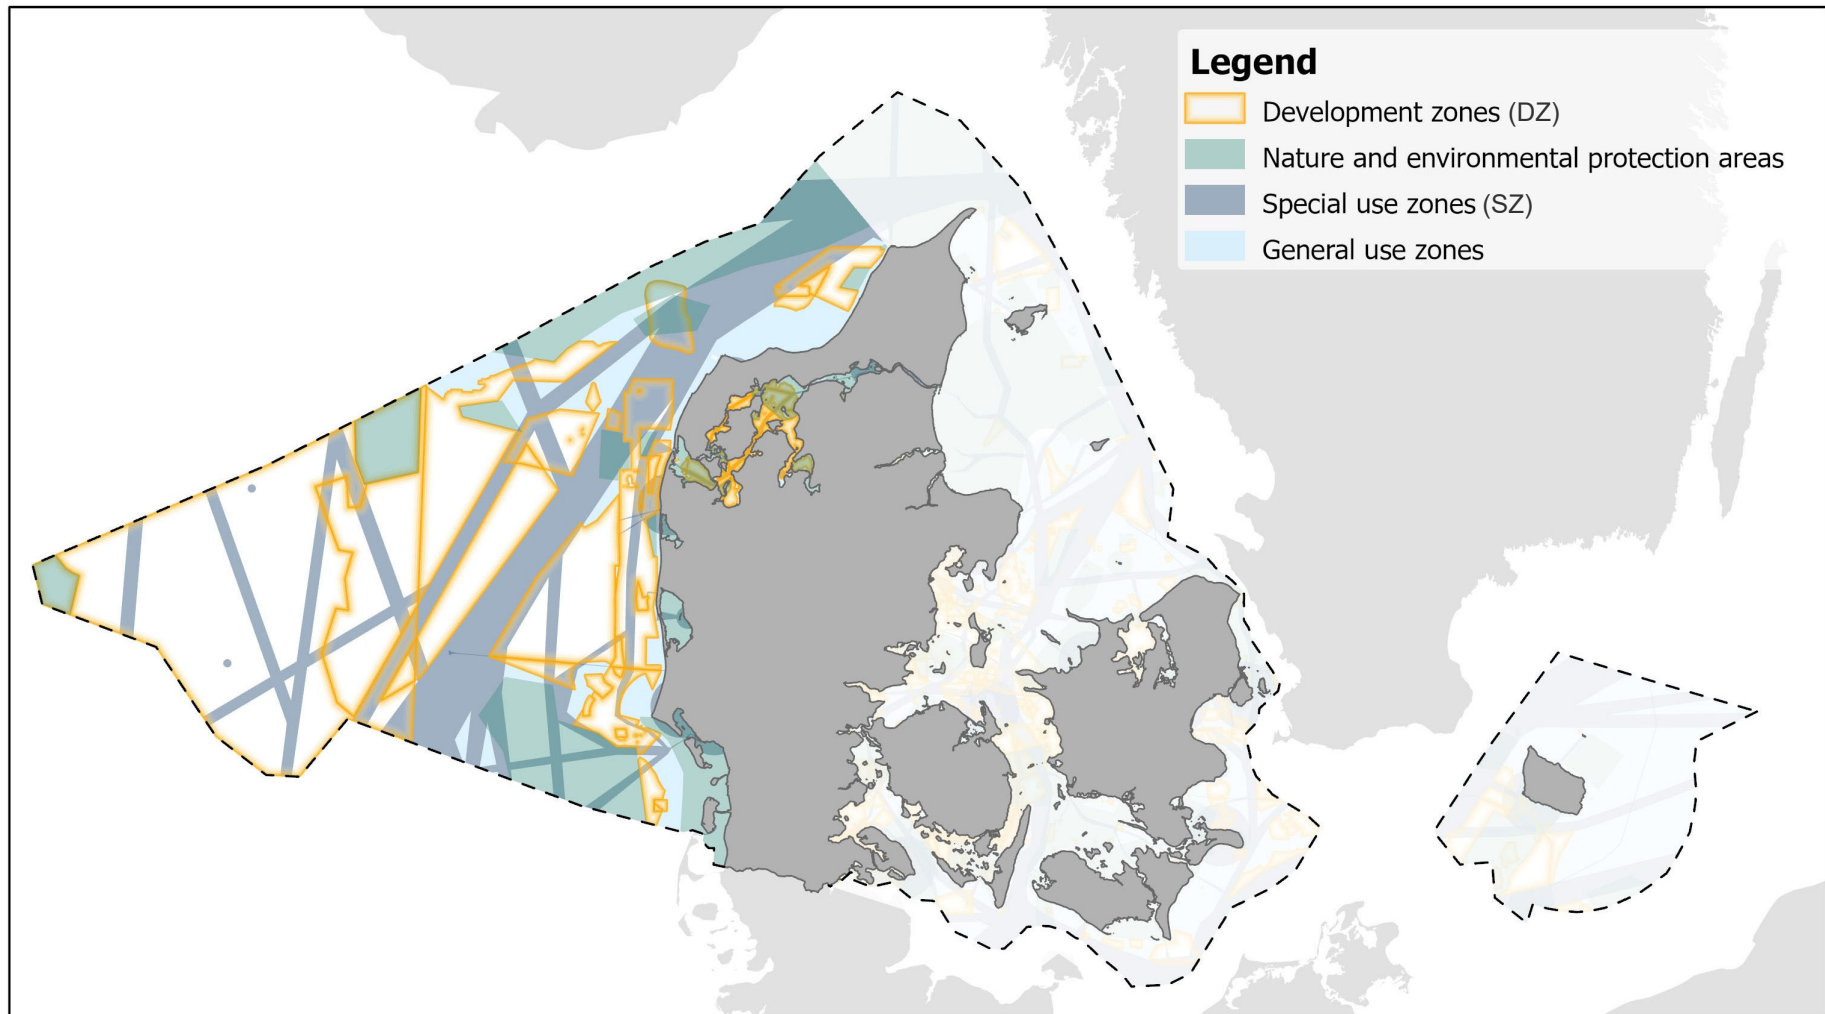 Legend
Development zones (DZ)
Nature and environmental protection areas
Special use zones (SZ)
General use zones